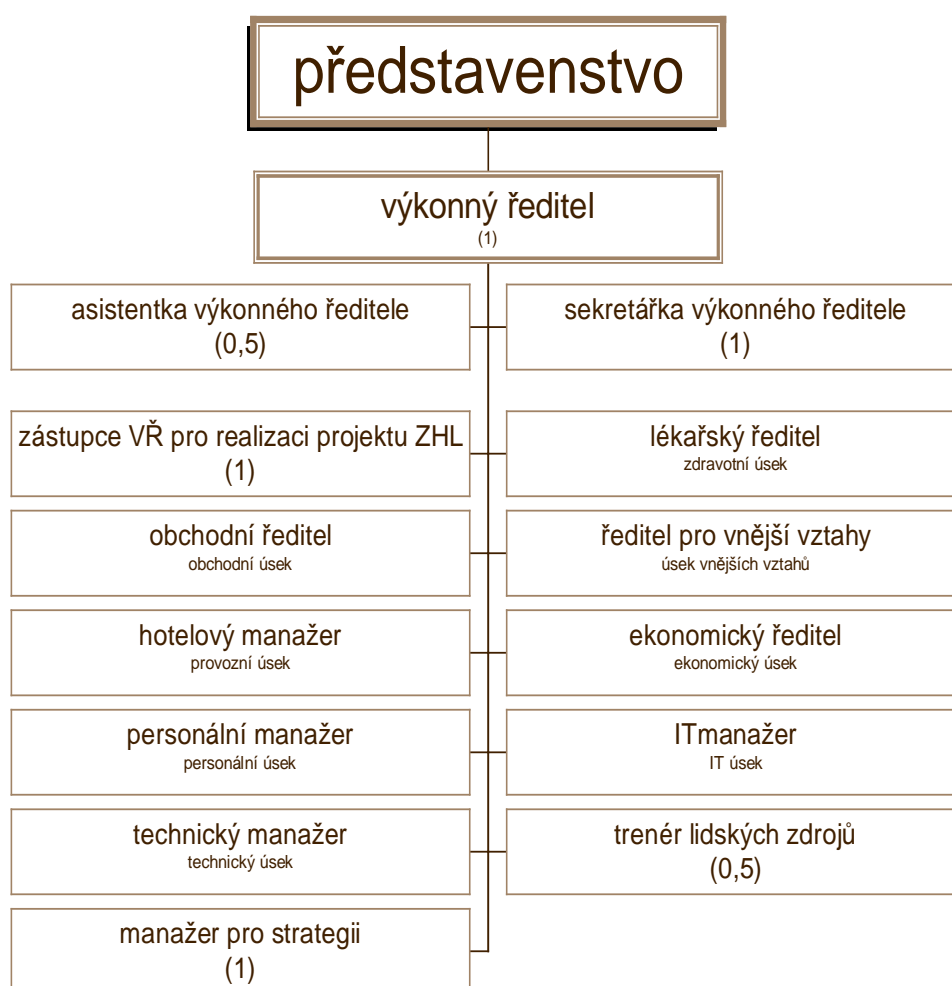 představenstvo
výkonný ředitel
(1)
asistentka výkonného ředitele
(0,5)
sekretářka výkonného ředitele
(1)
zástupce VŘ pro realizaci projektu ZHL
(1)
lékařský ředitel
zdravotní úsek
obchodní ředitel
obchodní úsek
ředitel pro vnější vztahy
úsek vnějších vztahů
hotelový manažer
provozní úsek
ekonomický ředitel
ekonomický úsek
personální manažer
personální úsek
ITmanažer
IT úsek
technický manažer
technický úsek
trenér lidských zdrojů
(0,5)
manažer pro strategii
(1)